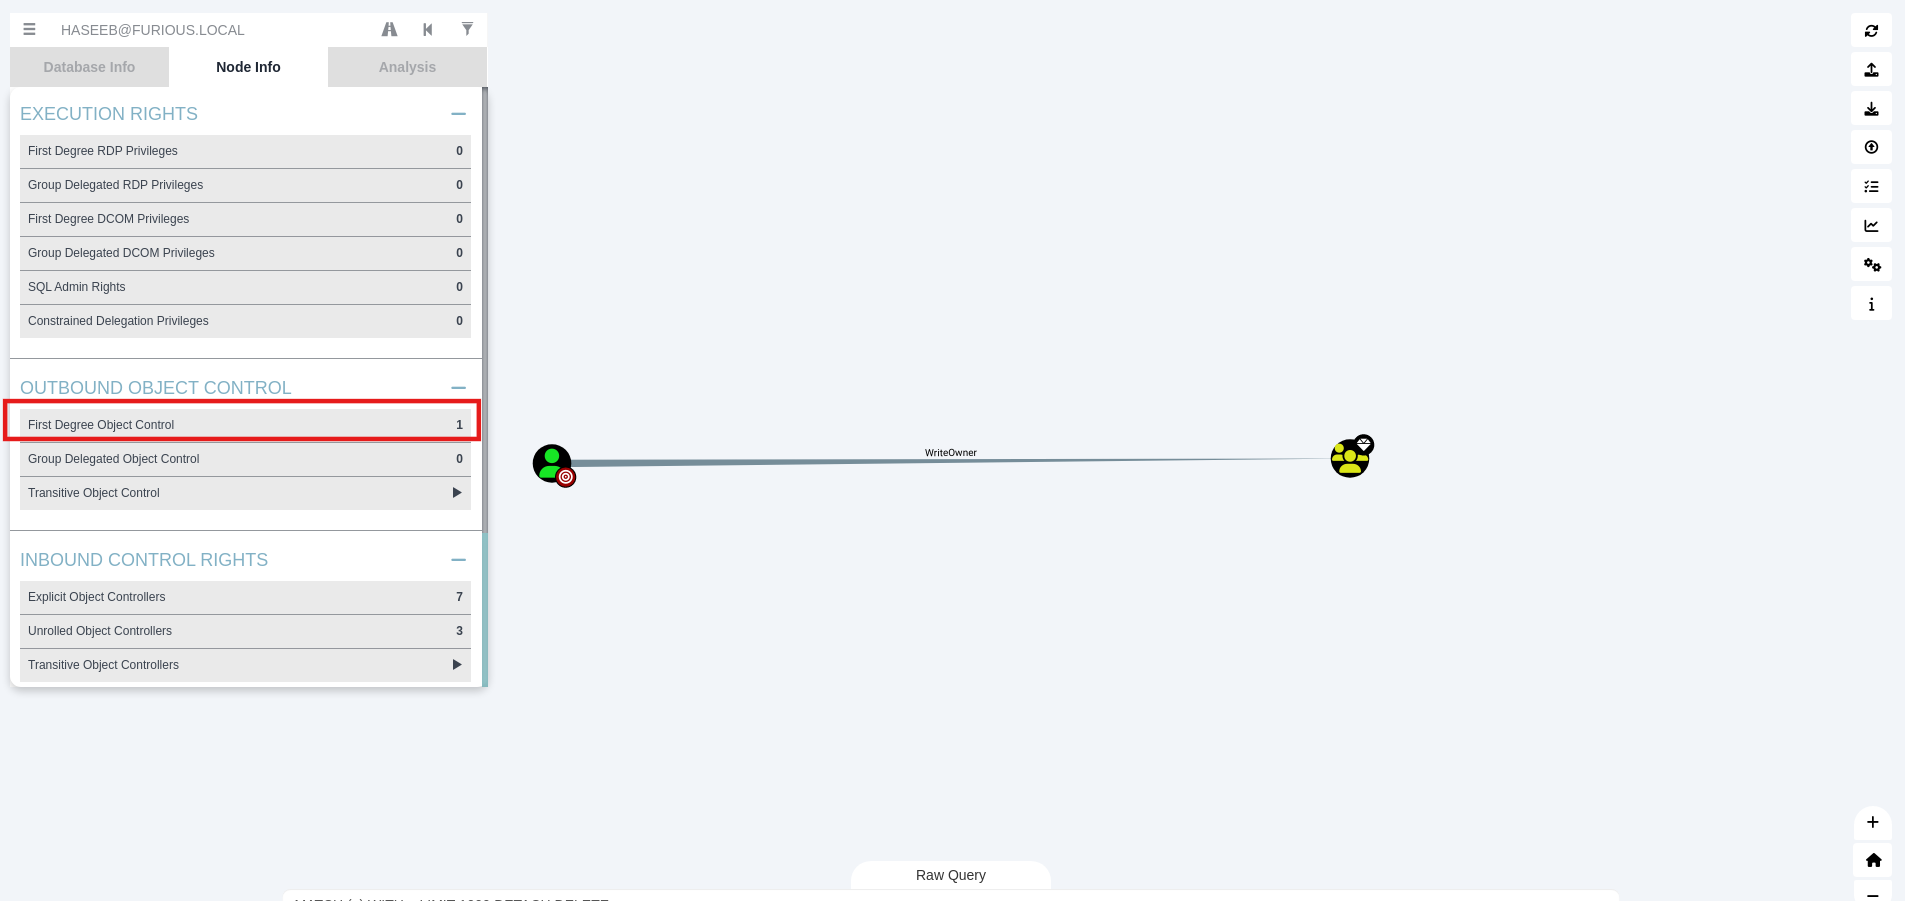 HASEEB@FURIOUS.LOCAL
Database Info Node Info Analysis
EXECUTION RIGHTS
First Degree RDP Privileges 0
Group Delegated RDP Privileges 0
First Degree DCOM Privileges 0
Group Delegated DCOM Privileges 0
SQL Admin Rights 0
Constrained Delegation Privileges 0
OUTBOUND OBJECT CONTROL
First Degree Object Control 1
Group Delegated Object Control 0
Transitive Object Control
INBOUND CONTROL RIGHTS
Explicit Object Controllers 7
Unrolled Object Controllers 3
Transitive Object Controllers
WriteOwner
Raw Query